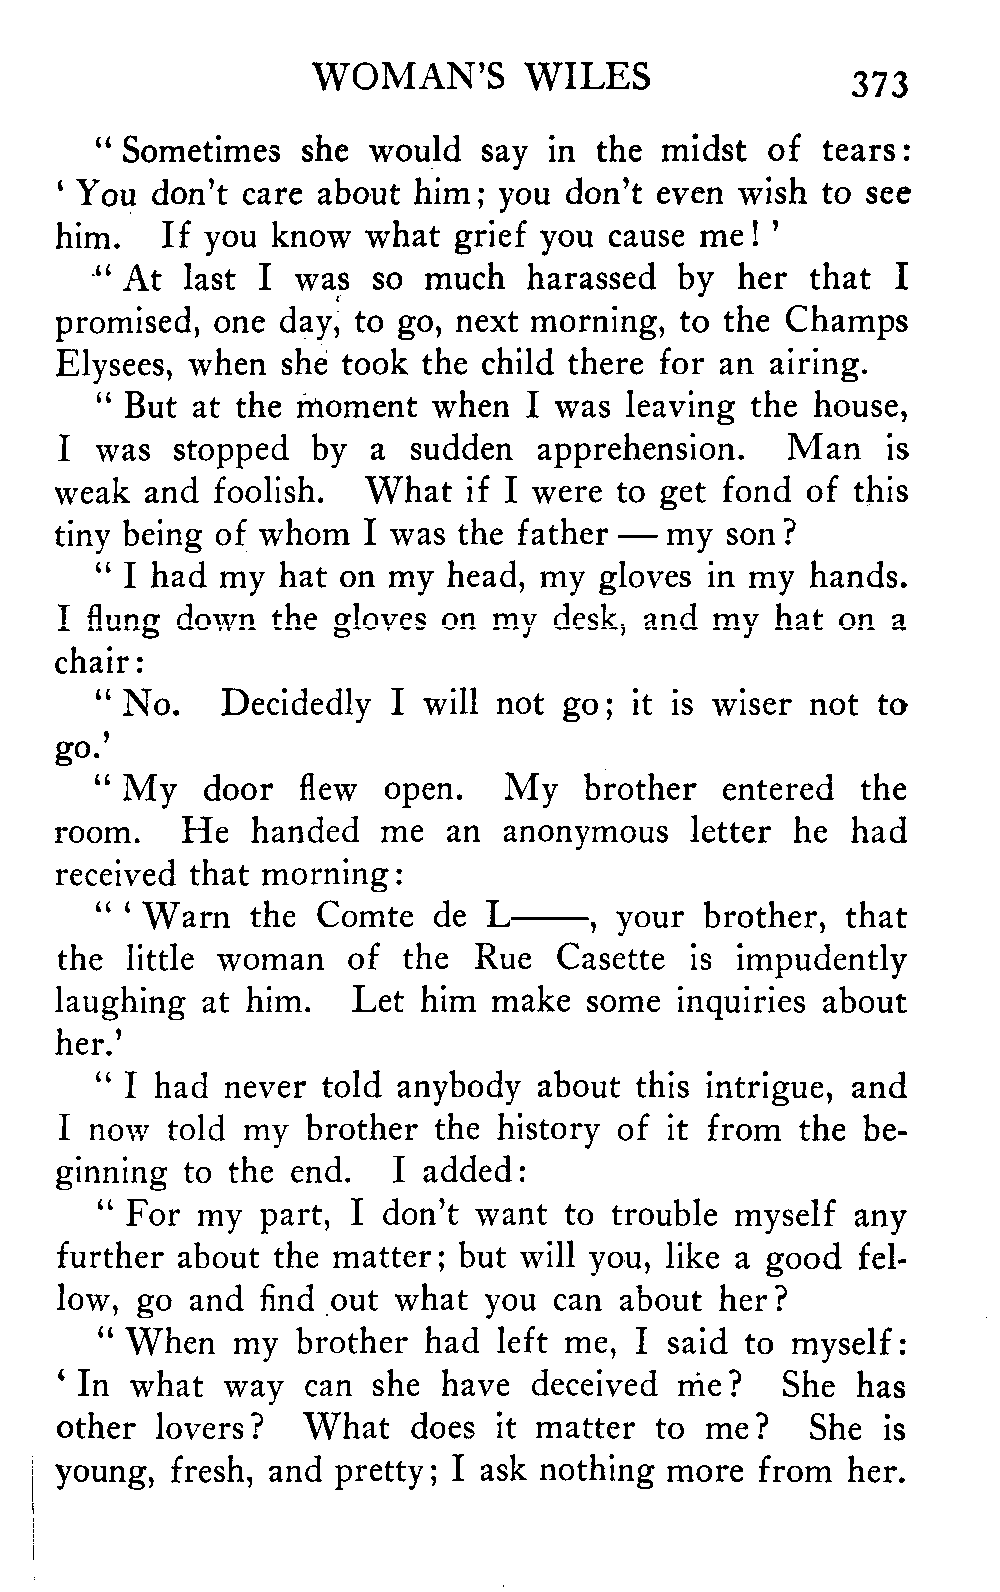 WOMAN'S WILES 373
" Sometimes she would say in the midst of tears:
' You don't care about him; you don't even wish to see
him. If you know what grief you cause me! '
" At last I was so much harassed by her that I
promised, one day, to go, next morning, to the Champs
Elysees, when she took the child there for an airing.
" But at the moment when I was leaving the house,
I was stopped by a sudden apprehension. Man is
weak and foolish. What if I were to get fond of this
tiny being of whom I was the father — my son?
" I had my hat on my head, my gloves in my hands.
I flung down the gloves on my desk, and my hat on a
chair:
" No. Decidedly I will not go; it is wiser not to
go.'
" My door flew open. My brother entered the
room. He handed me an anonymous letter he had
received that morning:
" ' Warn the Comte de L——, your brother, that
the little woman of the Rue Casette is impudently
laughing at him. Let him make some inquiries about
her.'
" I had never told anybody about this intrigue, and
I now told my brother the history of it from the be-
ginning to the end. I added:
" For my part, I don't want to trouble myself any
further about the matter; but will you, like a good fel-
low, go and find out what you can about her?
" When my brother had left me, I said to myself:
' In what way can she have deceived me? She has
other lovers? What does it matter to me? She is
young, fresh, and pretty; I ask nothing more from her.